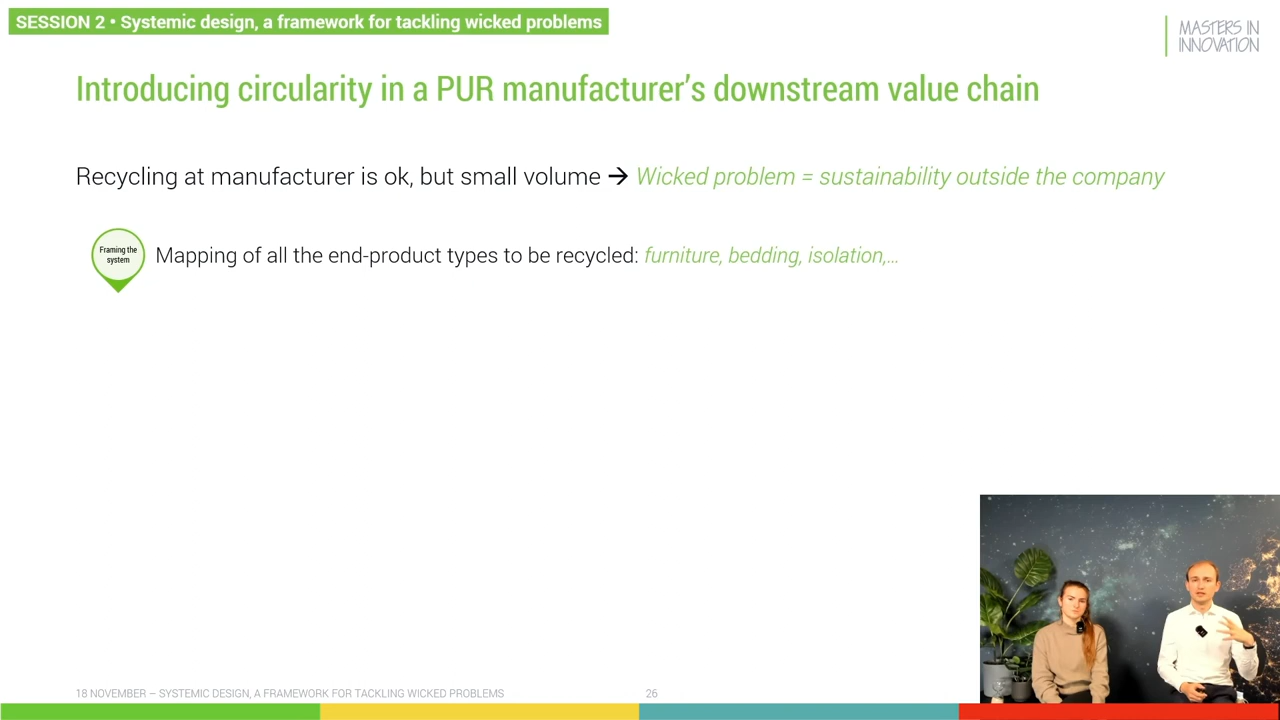 SESSION 2 • Systemic design, a framework for tackling wicked problems
MASTERS IN
INNOVATION
Introducing circularity in a PUR manufacturer’s downstream value chain
Recycling at manufacturer is ok, but small volume → Wicked problem = sustainability outside the company
Framing the
system
Mapping of all the end-product types to be recycled: furniture, bedding, isolation,...
18 NOVEMBER – SYSTEMIC DESIGN, A FRAMEWORK FOR TACKLING WICKED PROBLEMS
26